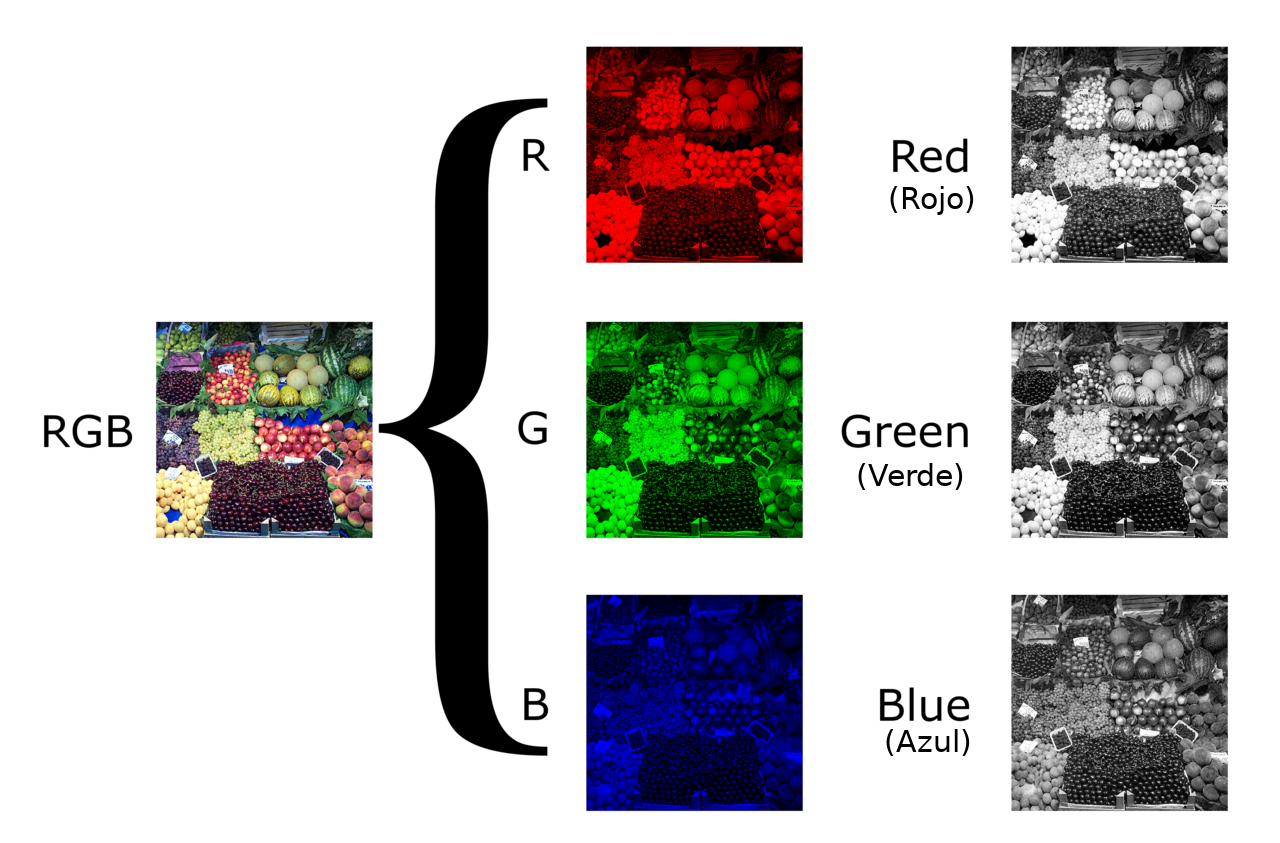 RGB
R
Red
(Rojo)
G
Green
(Verde)
B
Blue
(Azul)